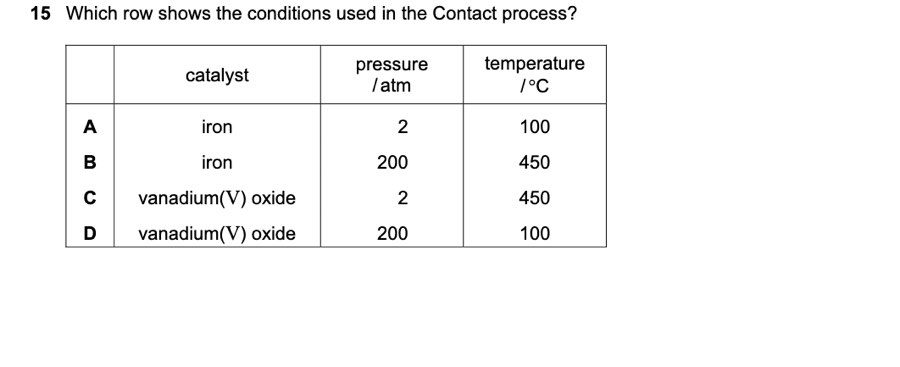 15 Which row shows the conditions used in the Contact process?
catalyst pressure /atm temperature /°C
A iron 2 100
B iron 200 450
C vanadium(V) oxide 2 450
D vanadium(V) oxide 200 100